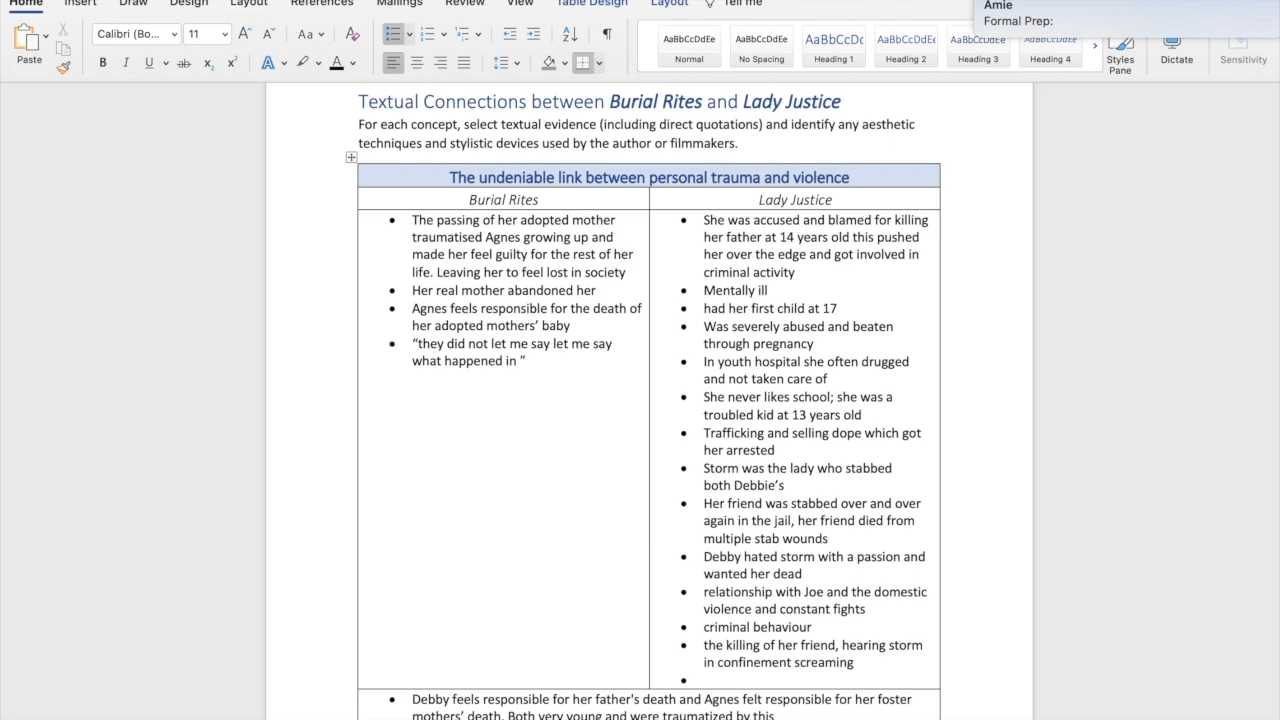 Home Insert Draw Design Layout References Mailings Review View Table Design Layout Tell me
Amie
Formal Prep:
Paste
Calibri (Bo... 11
AaBbCcDdEe
Normal
AaBbCcDdEe
No Spacing
AaBbCcDc
Heading 1
AaBbCcDdEe
Heading 2
AaBbCcDdEe
Heading 3
AaBbCcDdEe
Heading 4
Styles
Pane
Dictate
Sensitivity
Textual Connections between Burial Rites and Lady Justice
For each concept, select textual evidence (including direct quotations) and identify any aesthetic
techniques and stylistic devices used by the author or filmmakers.
The undeniable link between personal trauma and violence
Burial Rites
• The passing of her adopted mother
traumatised Agnes growing up and
made her feel guilty for the rest of her
life. Leaving her to feel lost in society
• Her real mother abandoned her
• Agnes feels responsible for the death of
her adopted mothers’ baby
• “they did not let me say let me say
what happened in ”
Lady Justice
• She was accused and blamed for killing
her father at 14 years old this pushed
her over the edge and got involved in
criminal activity
• Mentally ill
• had her first child at 17
• Was severely abused and beaten
through pregnancy
• In youth hospital she often drugged
and not taken care of
• She never likes school; she was a
troubled kid at 13 years old
• Trafficking and selling dope which got
her arrested
• Storm was the lady who stabbed
both Debbie’s
• Her friend was stabbed over and over
again in the jail, her friend died from
multiple stab wounds
• Debby hated storm with a passion and
wanted her dead
• relationship with Joe and the domestic
violence and constant fights
• criminal behaviour
• the killing of her friend, hearing storm
in confinement screaming
•
• Debby feels responsible for her father's death and Agnes felt responsible for her foster
mothers’ death. Both very young and were traumatized by this